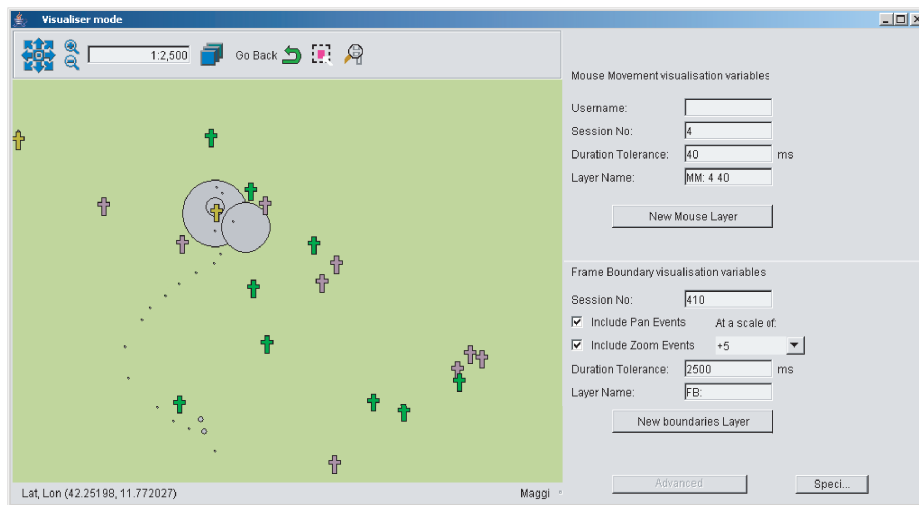 Visualiser mode
1:2,500
Go Back
Mouse Movement visualisation variables
Username:
Session No: 4
Duration Tolerance: 40 ms
Layer Name: MM: 4 40
New Mouse Layer
Frame Boundary visualisation variables
Session No: 410
Include Pan Events At a scale of:
Include Zoom Events +5
Duration Tolerance: 2500 ms
Layer Name: FB:
New boundaries Layer
Advanced Speci...
Lat, Lon (42.25198, 11.772027) Maggi